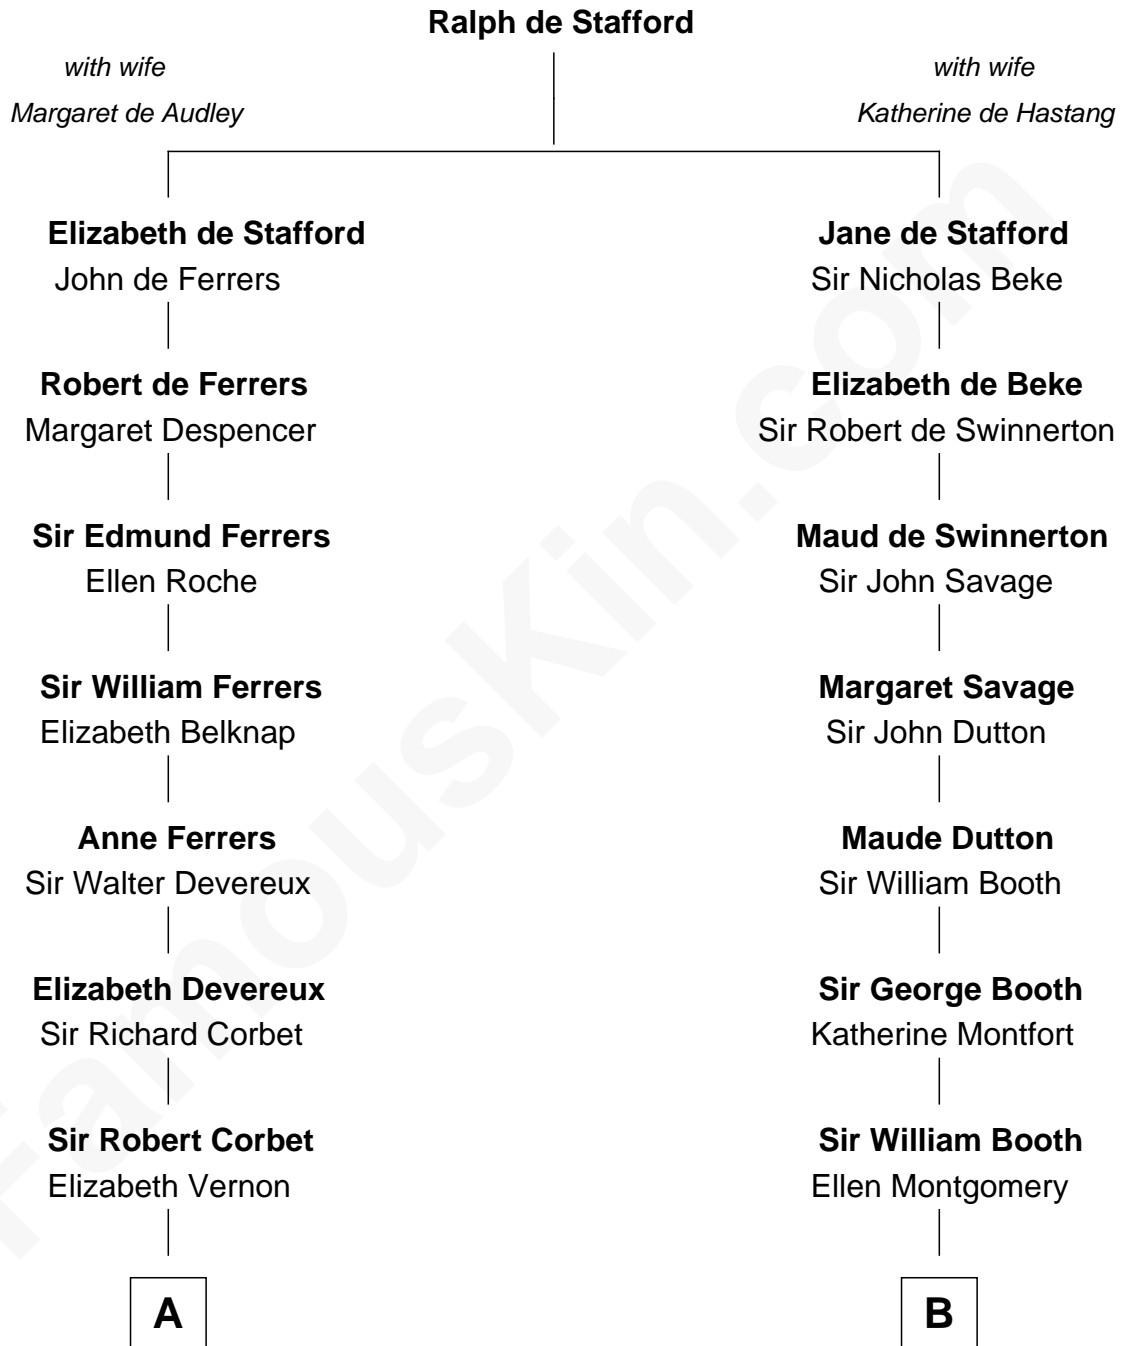 Ralph de Stafford
with wife
Margaret de Audley
with wife
Katherine de Hastang
Elizabeth de Stafford
John de Ferrers
Jane de Stafford
Sir Nicholas Beke
Robert de Ferrers
Margaret Despencer
Elizabeth de Beke
Sir Robert de Swinnerton
Sir Edmund Ferrers
Ellen Roche
Maud de Swinnerton
Sir John Savage
Sir William Ferrers
Elizabeth Belknap
Margaret Savage
Sir John Dutton
Anne Ferrers
Sir Walter Devereux
Maude Dutton
Sir William Booth
Elizabeth Devereux
Sir Richard Corbet
Sir George Booth
Katherine Montfort
Sir Robert Corbet
Elizabeth Vernon
Sir William Booth
Ellen Montgomery
A
B
FamousKin.com